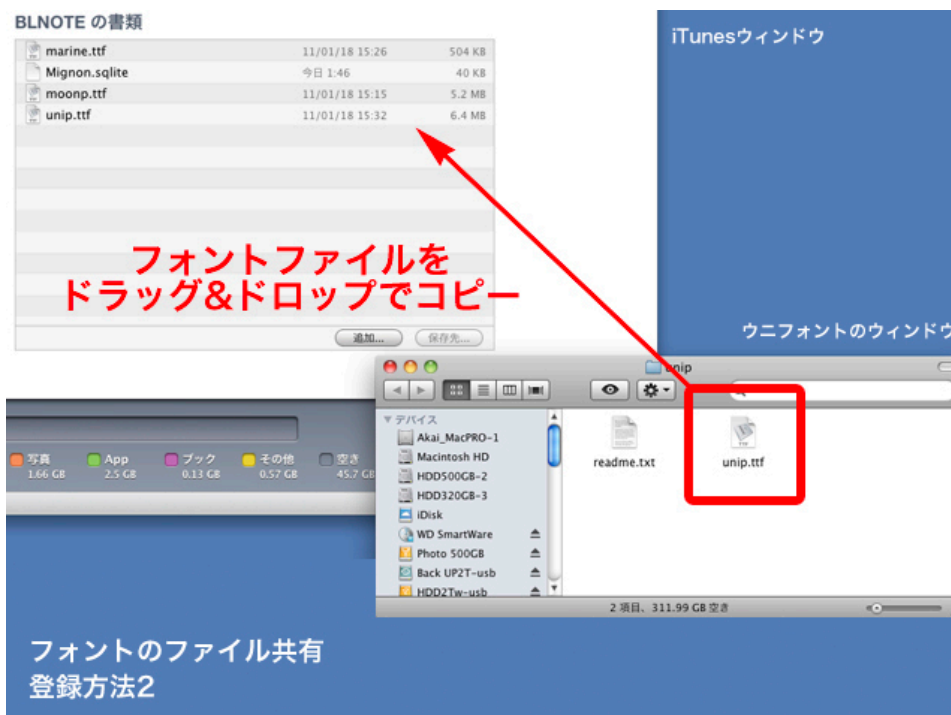 BLNOTE の書類
iTunesウィンドウ
marine.ttf 11/01/18 15:26 504 KB
Mignon.sqlite 今日 1:46 40 KB
moonp.ttf 11/01/18 15:15 5.2 MB
unip.ttf 11/01/18 15:32 6.4 MB
フォントファイルを
ドラッグ&ドロップでコピー
追加... 保存先...
ウニフォントのウィンドウ
unip
▼デバイス
Akai_MacPRO-1
Macintosh HD
HDD500GB-2
HDD320GB-3
iDisk
WD SmartWare
Photo 500GB
Back UP2T-usb
HDD2Tw-usb
readme.txt
unip.ttf
写真 App ブック その他 空き
1.66 GB 2.5 GB 0.13 GB 0.57 GB 45.7 GB
2 項目、311.99 GB 空き
フォントのファイル共有
登録方法2